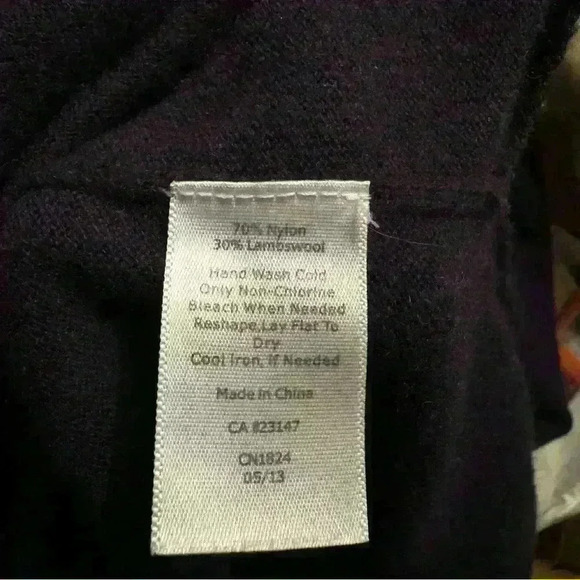 70% Nylon
30% Lambswool
Hand Wash Cold
Only Non-Chlorine
Bleach When Needed
Reshape,Lay Flat To
Dry
Cool Iron, If Needed
Made In China
CA #23147
CN1824
05/13